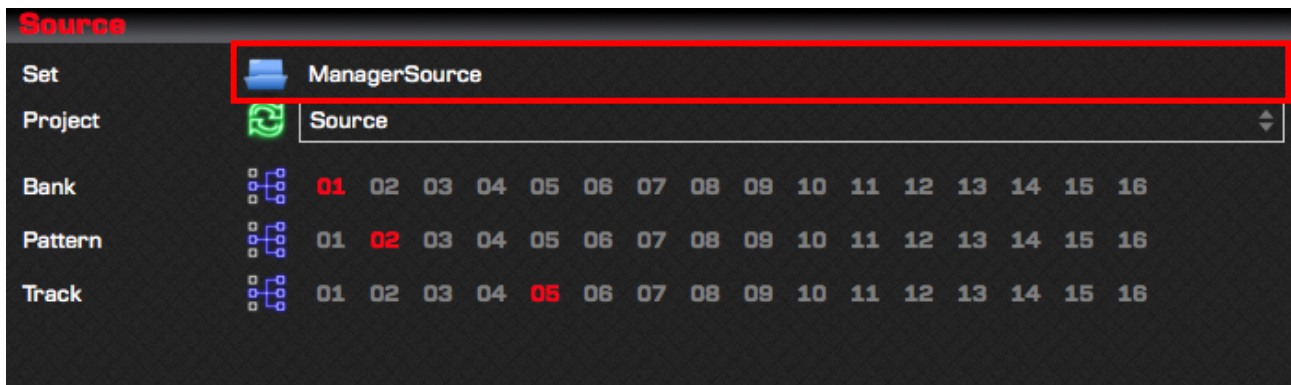 Source
Set ManagerSource
Project Source
Bank 01 02 03 04 05 06 07 08 09 10 11 12 13 14 15 16
Pattern 01 02 03 04 05 06 07 08 09 10 11 12 13 14 15 16
Track 01 02 03 04 05 06 07 08 09 10 11 12 13 14 15 16